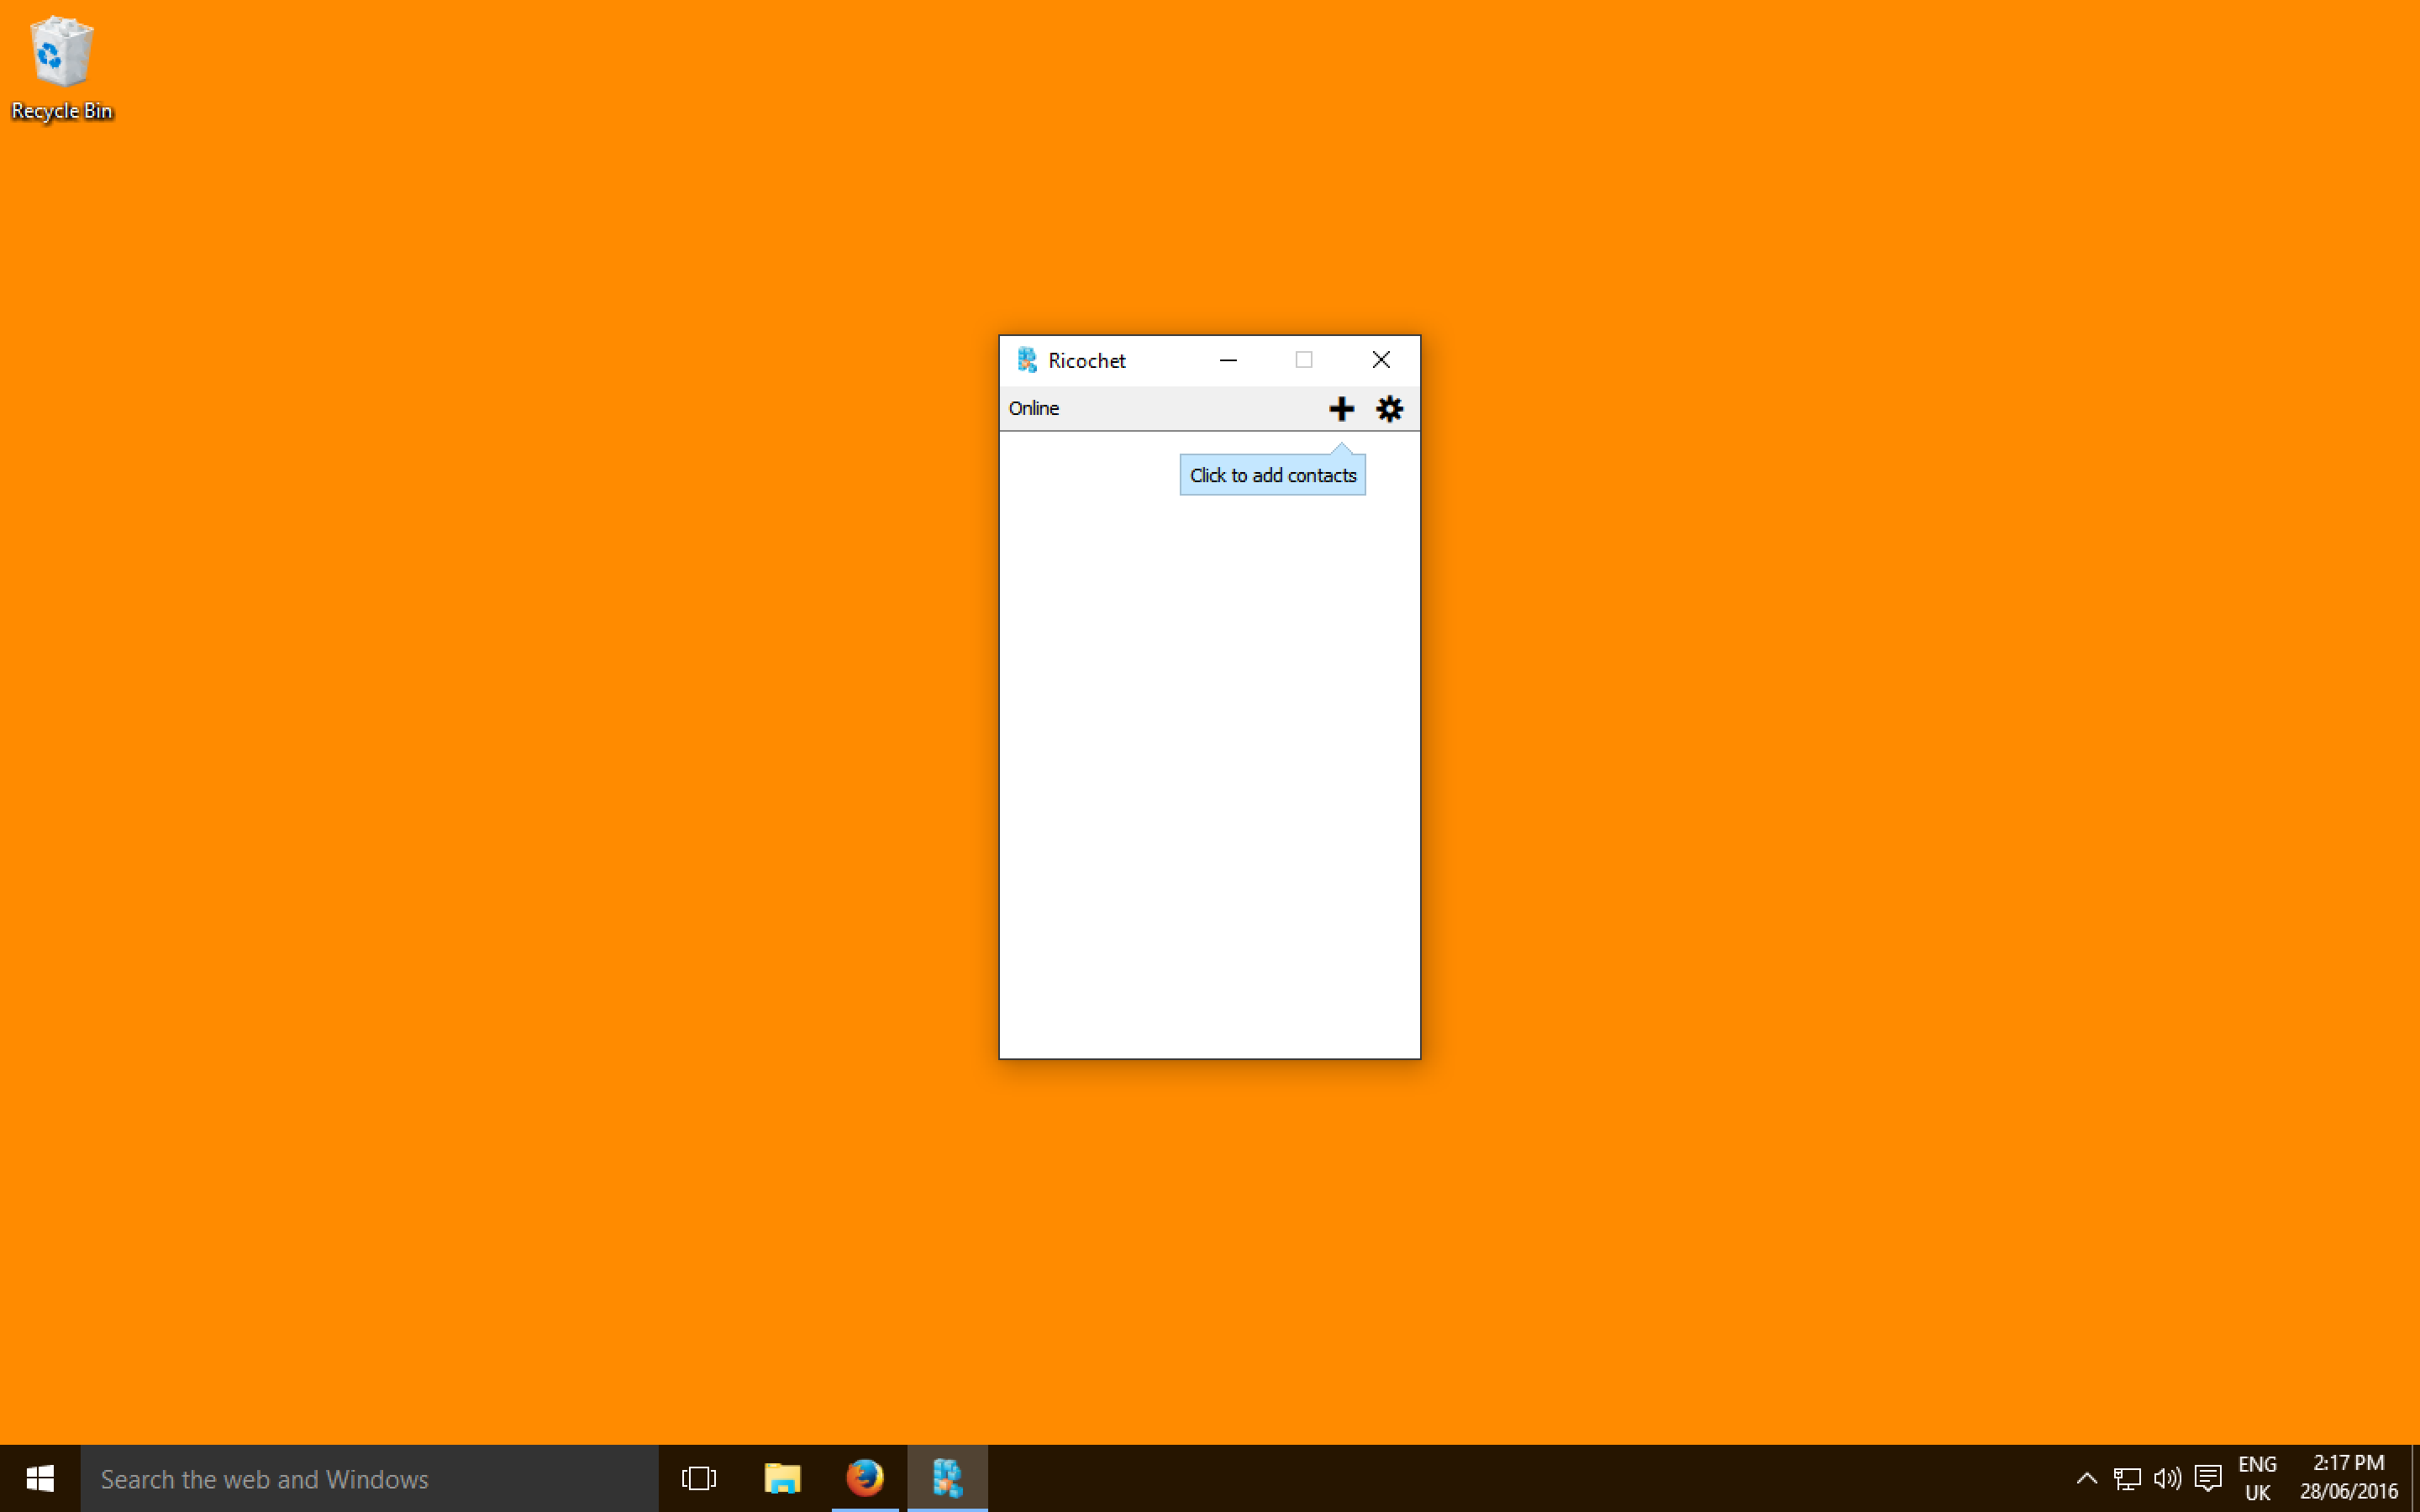 Recycle Bin
Ricochet
Online
Click to add contacts
Search the web and Windows
ENG
UK
2:17 PM
28/06/2016